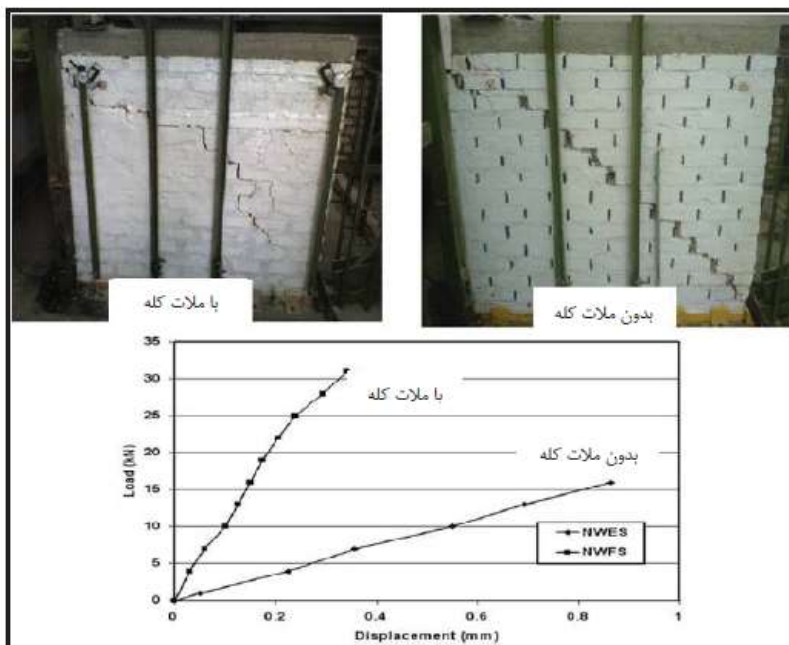 با ملات کله
بدون ملات کله
35
30
25
20
15
10
5
0
Load (kN)
با ملات کله
بدون ملات کله
NWES
NWFS
0
0.2
0.4
0.6
0.8
1
Displacement (mm)